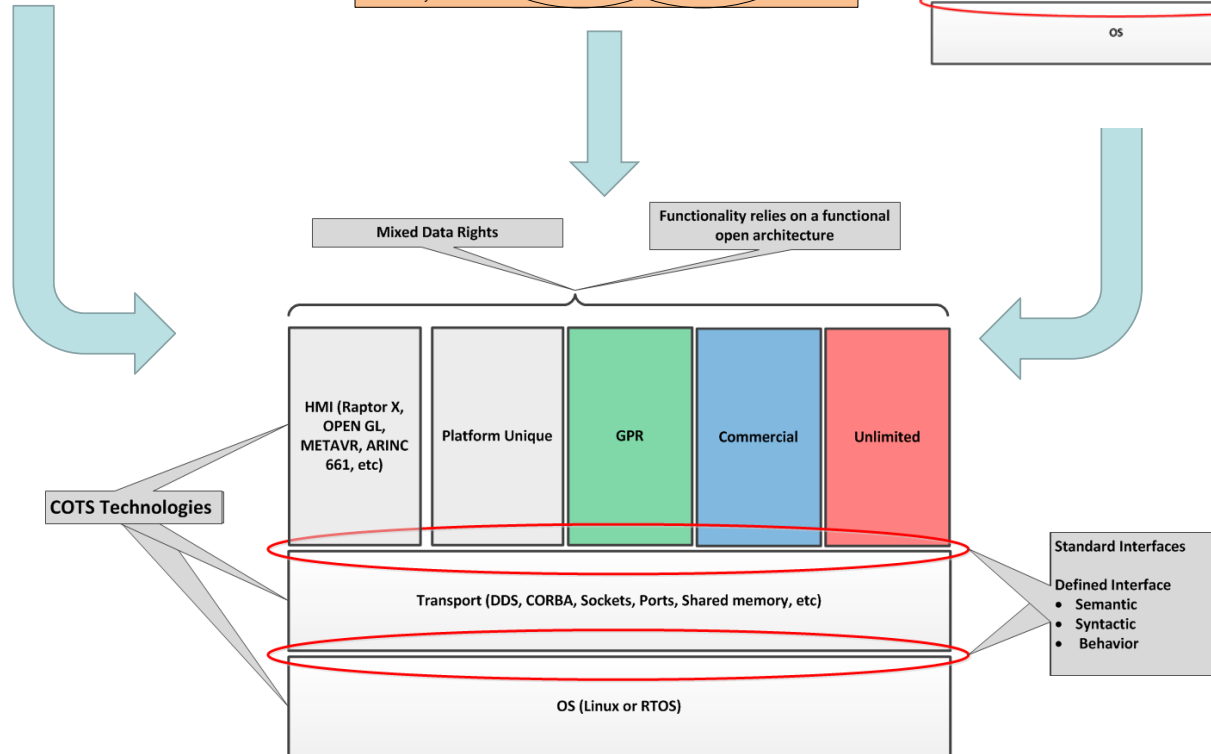 OS
Mixed Data Rights
Functionality relies on a functional
open architecture
HMI (Raptor X,
OPEN GL,
METAVR, ARINC
661, etc)
Platform Unique
GPR
Commercial
Unlimited
COTS Technologies
Standard Interfaces
Defined Interface
• Semantic
• Syntactic
• Behavior
Transport (DDS, CORBA, Sockets, Ports, Shared memory, etc)
OS (Linux or RTOS)